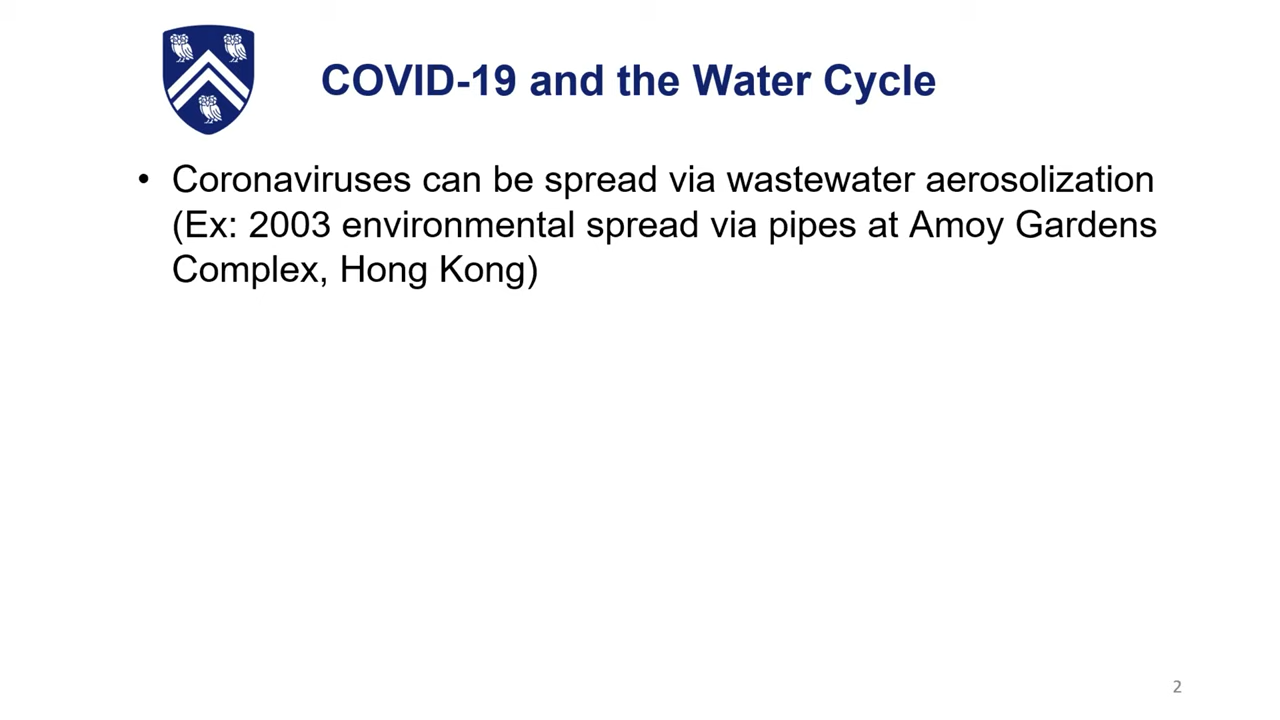 COVID-19 and the Water Cycle
• Coronaviruses can be spread via wastewater aerosolization
(Ex: 2003 environmental spread via pipes at Amoy Gardens
Complex, Hong Kong)
2